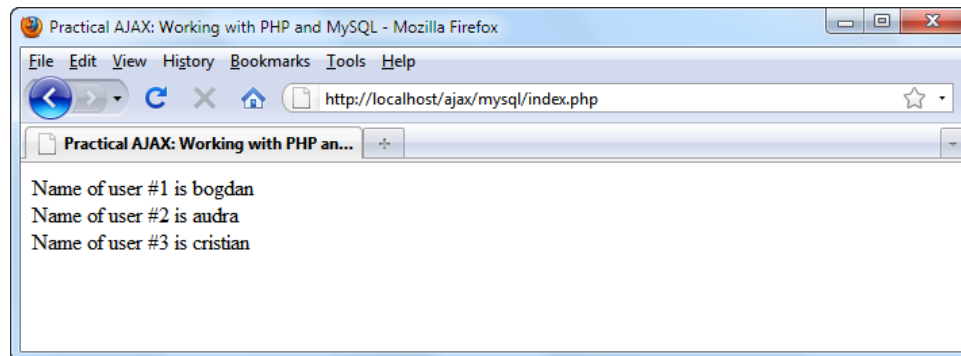 Practical AJAX: Working with PHP and MySQL - Mozilla Firefox
File Edit View History Bookmarks Tools Help
http://localhost/ajax/mysql/index.php
Practical AJAX: Working with PHP an...
Name of user #1 is bogdan
Name of user #2 is audra
Name of user #3 is cristian